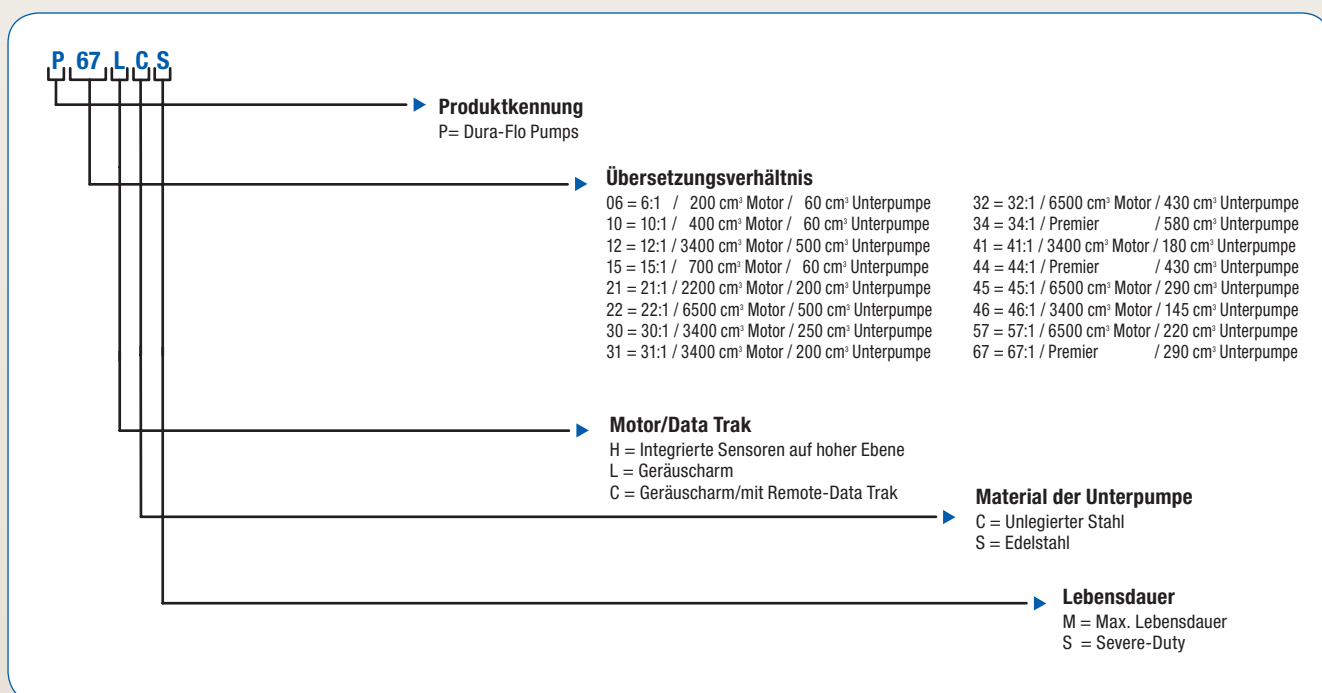 P 67 L C S
Produktkennung
P= Dura-Flo Pumps
Übersetzungsverhältnis
06 = 6:1 / 200 cm³ Motor / 60 cm³ Unterpumpe
10 = 10:1 / 400 cm³ Motor / 60 cm³ Unterpumpe
12 = 12:1 / 3400 cm³ Motor / 500 cm³ Unterpumpe
15 = 15:1 / 700 cm³ Motor / 60 cm³ Unterpumpe
21 = 21:1 / 2200 cm³ Motor / 200 cm³ Unterpumpe
22 = 22:1 / 6500 cm³ Motor / 500 cm³ Unterpumpe
30 = 30:1 / 3400 cm³ Motor / 250 cm³ Unterpumpe
31 = 31:1 / 3400 cm³ Motor / 200 cm³ Unterpumpe
32 = 32:1 / 6500 cm³ Motor / 430 cm³ Unterpumpe
34 = 34:1 / Premier / 580 cm³ Unterpumpe
41 = 41:1 / 3400 cm³ Motor / 180 cm³ Unterpumpe
44 = 44:1 / Premier / 430 cm³ Unterpumpe
45 = 45:1 / 6500 cm³ Motor / 290 cm³ Unterpumpe
46 = 46:1 / 3400 cm³ Motor / 145 cm³ Unterpumpe
57 = 57:1 / 6500 cm³ Motor / 220 cm³ Unterpumpe
67 = 67:1 / Premier / 290 cm³ Unterpumpe
Motor/Data Trak
H = Integrierte Sensoren auf hoher Ebene
L = Geräuscharm
C = Geräuscharm/mit Remote-Data Trak
Material der Unterpumpe
C = Unlegierter Stahl
S = Edelstahl
Lebensdauer
M = Max. Lebensdauer
S = Severe-Duty